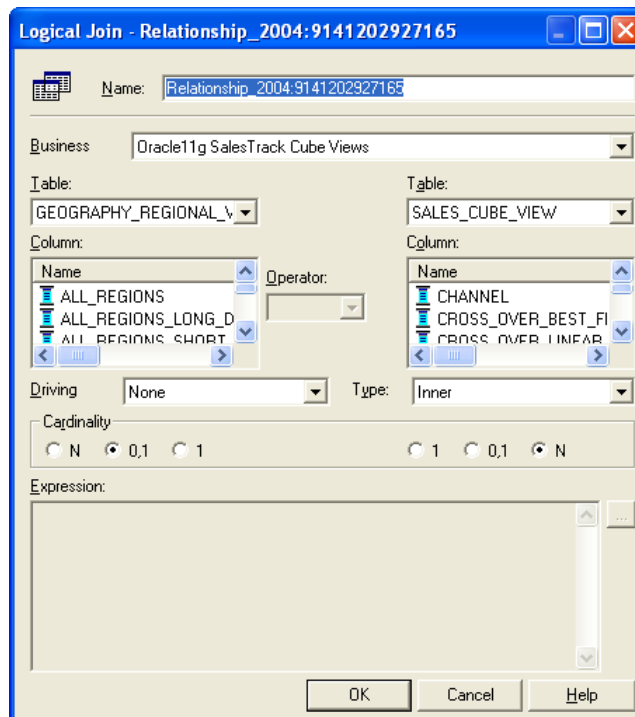 Logical Join - Relationship_2004:9141202927165
Name: Relationship_2004:9141202927165
Business Oracle11g SalesTrack Cube Views
Table: Table:
GEOGRAPHY_REGIONAL_V SALES_CUBE_VIEW
Column: Column:
Name Operator: Name
ALL_REGIONS CHANNEL
ALL_REGIONS_LONG_D CROSS_OVER_BEST_FI
ALL_REGIONS_SHORT CROSS_OVER_LINEAR
Driving None Type: Inner
Cardinality
N 0,1 1 1 0,1 N
Expression:
...
OK Cancel Help